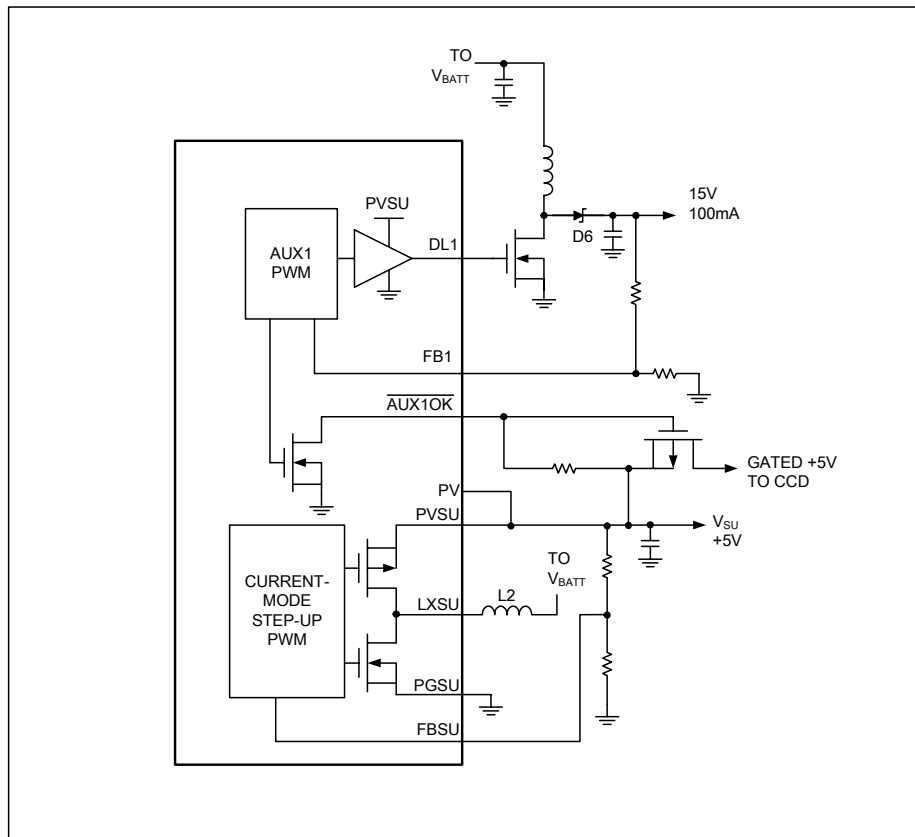 TO
VBATT
PVSU
DL1
AUX1
PWM
15V
100mA
D6
FB1
AUX1OK
GATED +5V
TO CCD
PV
PVSU
VSU
+5V
CURRENT-
MODE
STEP-UP
PWM
TO
VBATT
LXSU
L2
PGSU
FBSU